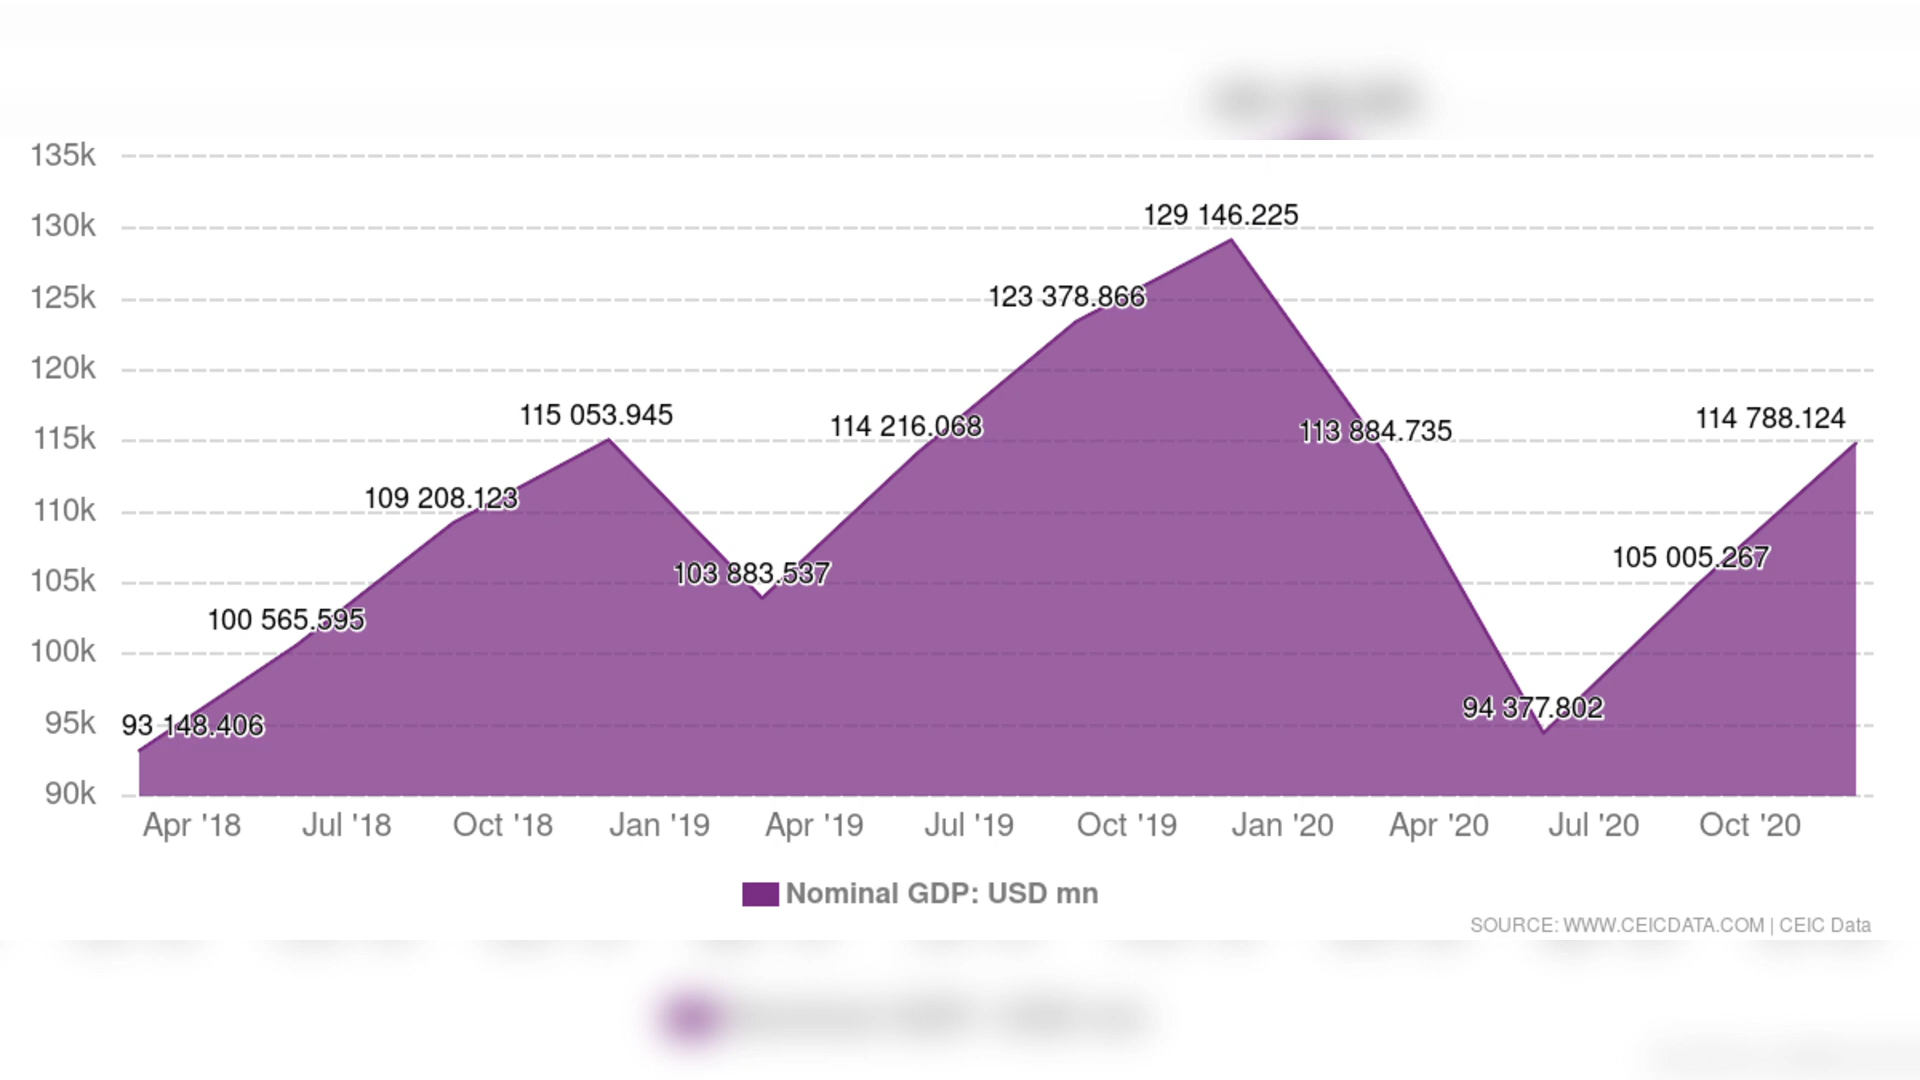 135k
130k
125k
120k
115k
110k
105k
100k
95k
90k
129 146.225
123 378.866
115 053.945
114 216.068
113 884.735
114 788.124
109 208.123
103 883.537
105 005.267
100 565.595
93 148.406
94 377.802
Apr '18 Jul '18 Oct '18 Jan '19 Apr '19 Jul '19 Oct '19 Jan '20 Apr '20 Jul '20 Oct '20
Nominal GDP: USD mn
SOURCE: WWW.CEICDATA.COM | CEIC Data